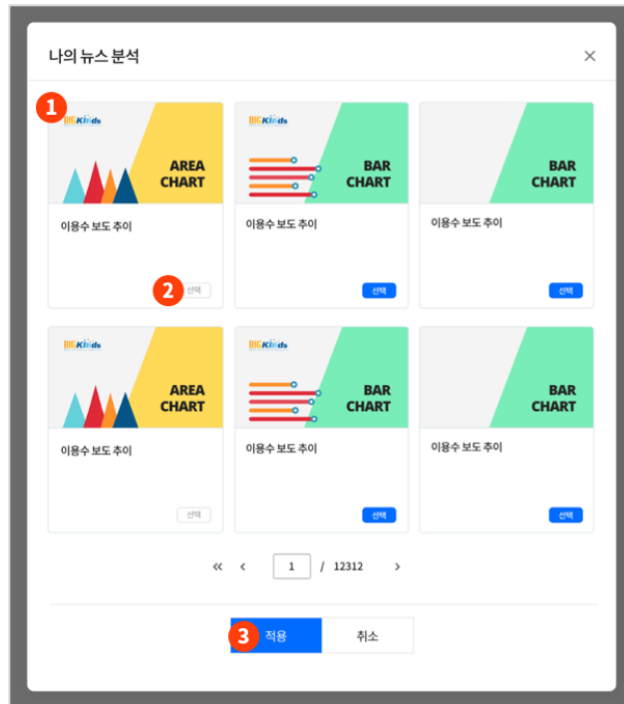 나의 뉴스 분석
1
BIGKinds
AREA
CHART
이용수 보도 추이
2 선택
BIGKinds
BAR
CHART
이용수 보도 추이
선택
BAR
CHART
이용수 보도 추이
선택
BIGKinds
AREA
CHART
이용수 보도 추이
선택
BIGKinds
BAR
CHART
이용수 보도 추이
선택
BAR
CHART
이용수 보도 추이
선택
« < 1 / 12312 >
3 적용 취소